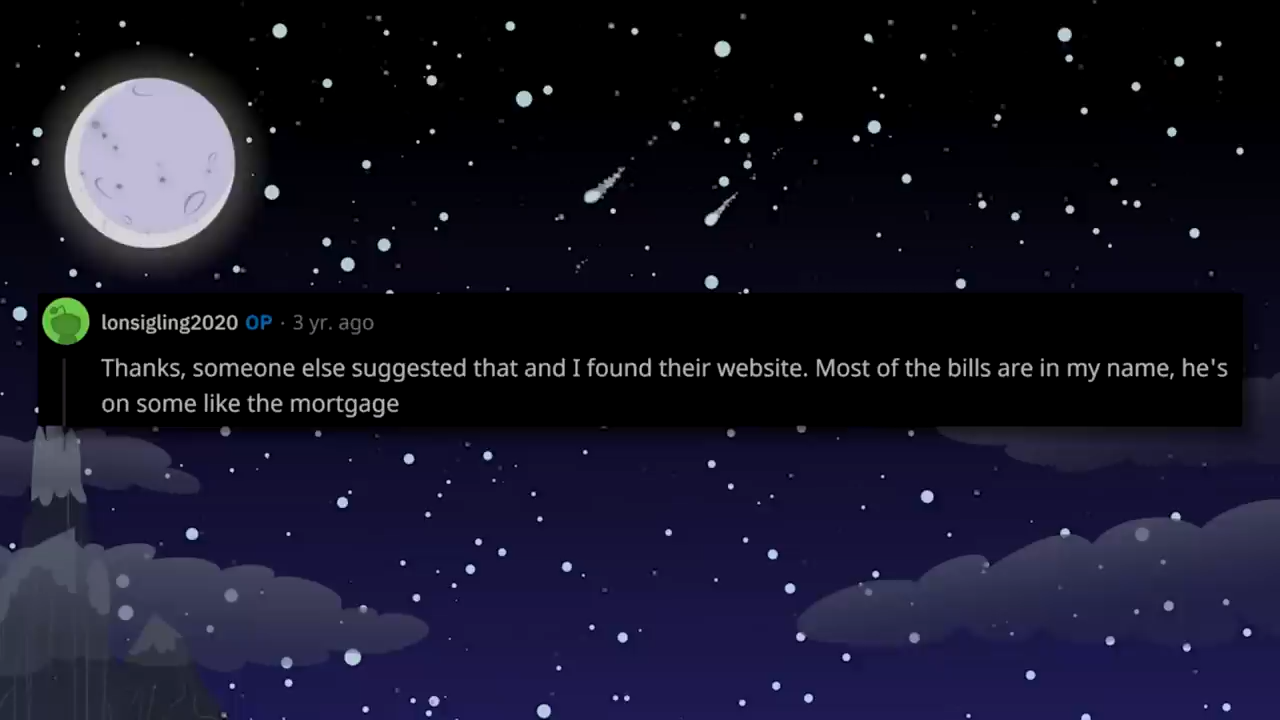 lonsigling2020 OP · 3 yr. ago
Thanks, someone else suggested that and I found their website. Most of the bills are in my name, he's
on some like the mortgage